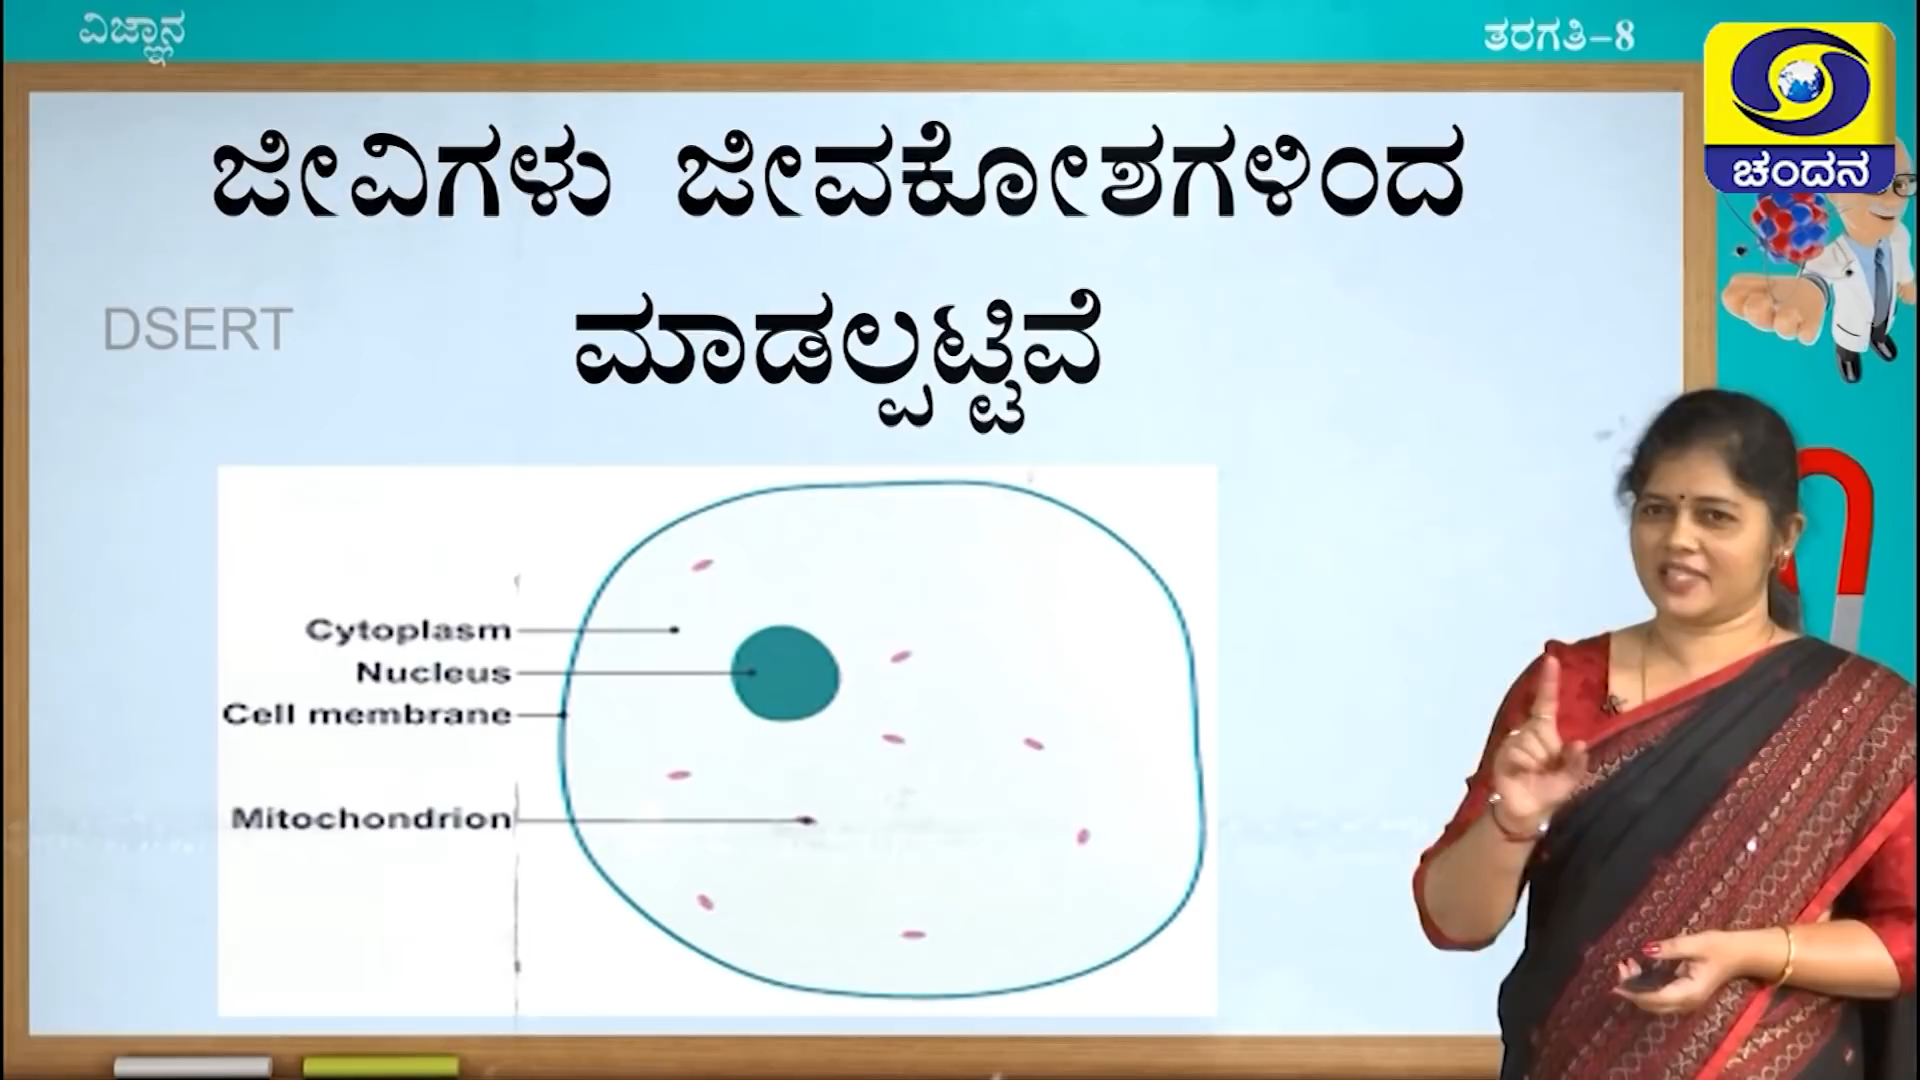 ವಿಜ್ಞಾನ
ತರಗತಿ-8
ಚಂದನ
ಜೀವಿಗಳು ಜೀವಕೋಶಗಳಿಂದ
ಮಾಡಲ್ಪಟ್ಟಿವೆ
DSERT
Cytoplasm
Nucleus
Cell membrane
Mitochondrion